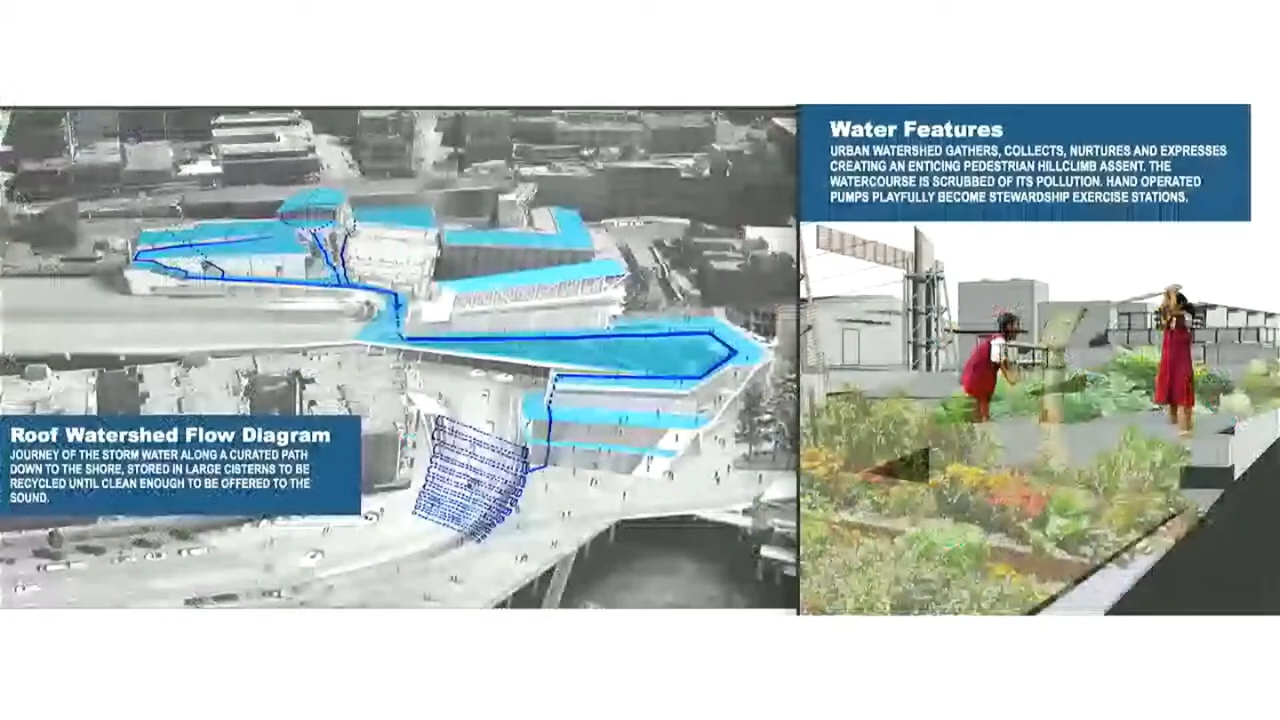 Water Features
URBAN WATERSHED GATHERS, COLLECTS, NURTURES AND EXPRESSES
CREATING AN ENTICING PEDESTRIAN HILLCLIMB ASSENT. THE
WATERCOURSE IS SCRUBBED OF ITS POLLUTION. HAND OPERATED
PUMPS PLAYFULLY BECOME STEWARDSHIP EXERCISE STATIONS.
Roof Watershed Flow Diagram
JOURNEY OF THE STORM WATER ALONG A CURATED PATH
DOWN TO THE SHORE, STORED IN LARGE CISTERNS TO BE
RECYCLED UNTIL CLEAN ENOUGH TO BE OFFERED TO THE
SOUND.